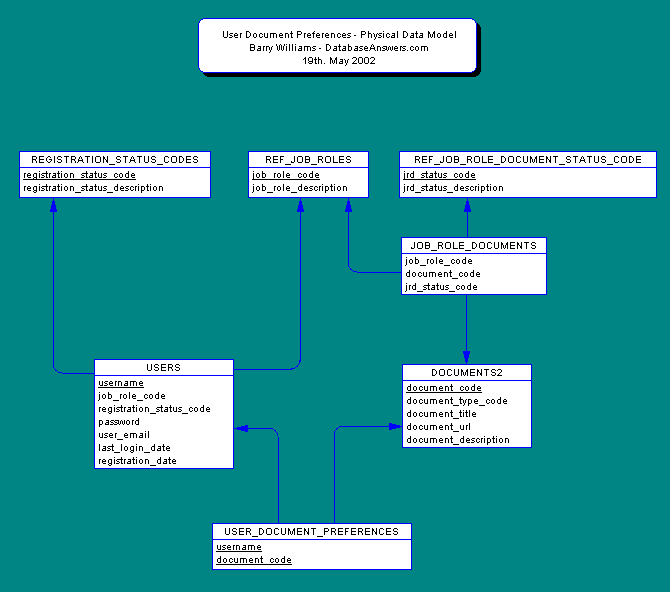 User Document Preferences - Physical Data Model
Barry Williams - DatabaseAnswers.com
19th. May 2002
REGISTRATION_STATUS_CODES
registration_status_code
registration_status_description
REF_JOB_ROLES
job_role_code
job_role_description
REF_JOB_ROLE_DOCUMENT_STATUS_CODE
jrd_status_code
jrd_status_description
JOB_ROLE_DOCUMENTS
job_role_code
document_code
jrd_status_code
USERS
username
job_role_code
registration_status_code
password
user_email
last_login_date
registration_date
DOCUMENTS2
document_code
document_type_code
document_title
document_url
document_description
USER_DOCUMENT_PREFERENCES
username
document_code